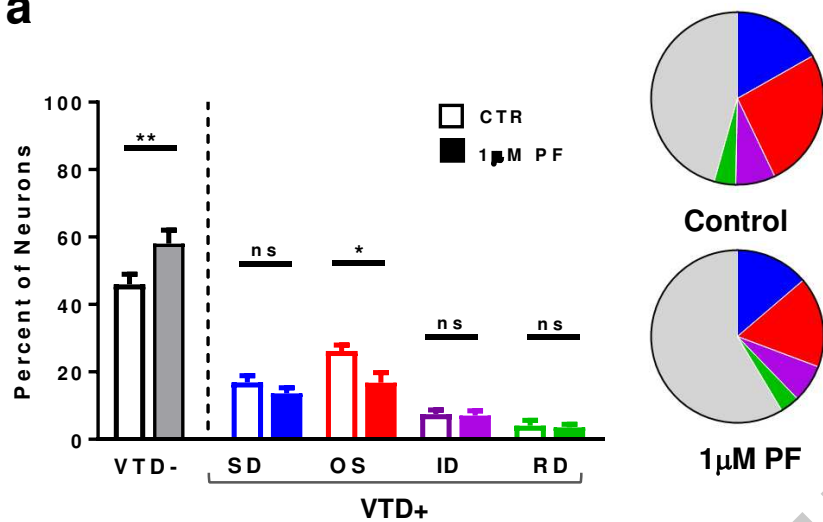 a
100
80
60
40
20
0
Percent of Neurons
**
ns
*
ns
ns
CTR
1μM PF
VTD-
SD
OS
ID
RD
VTD+
Control
1μM PF